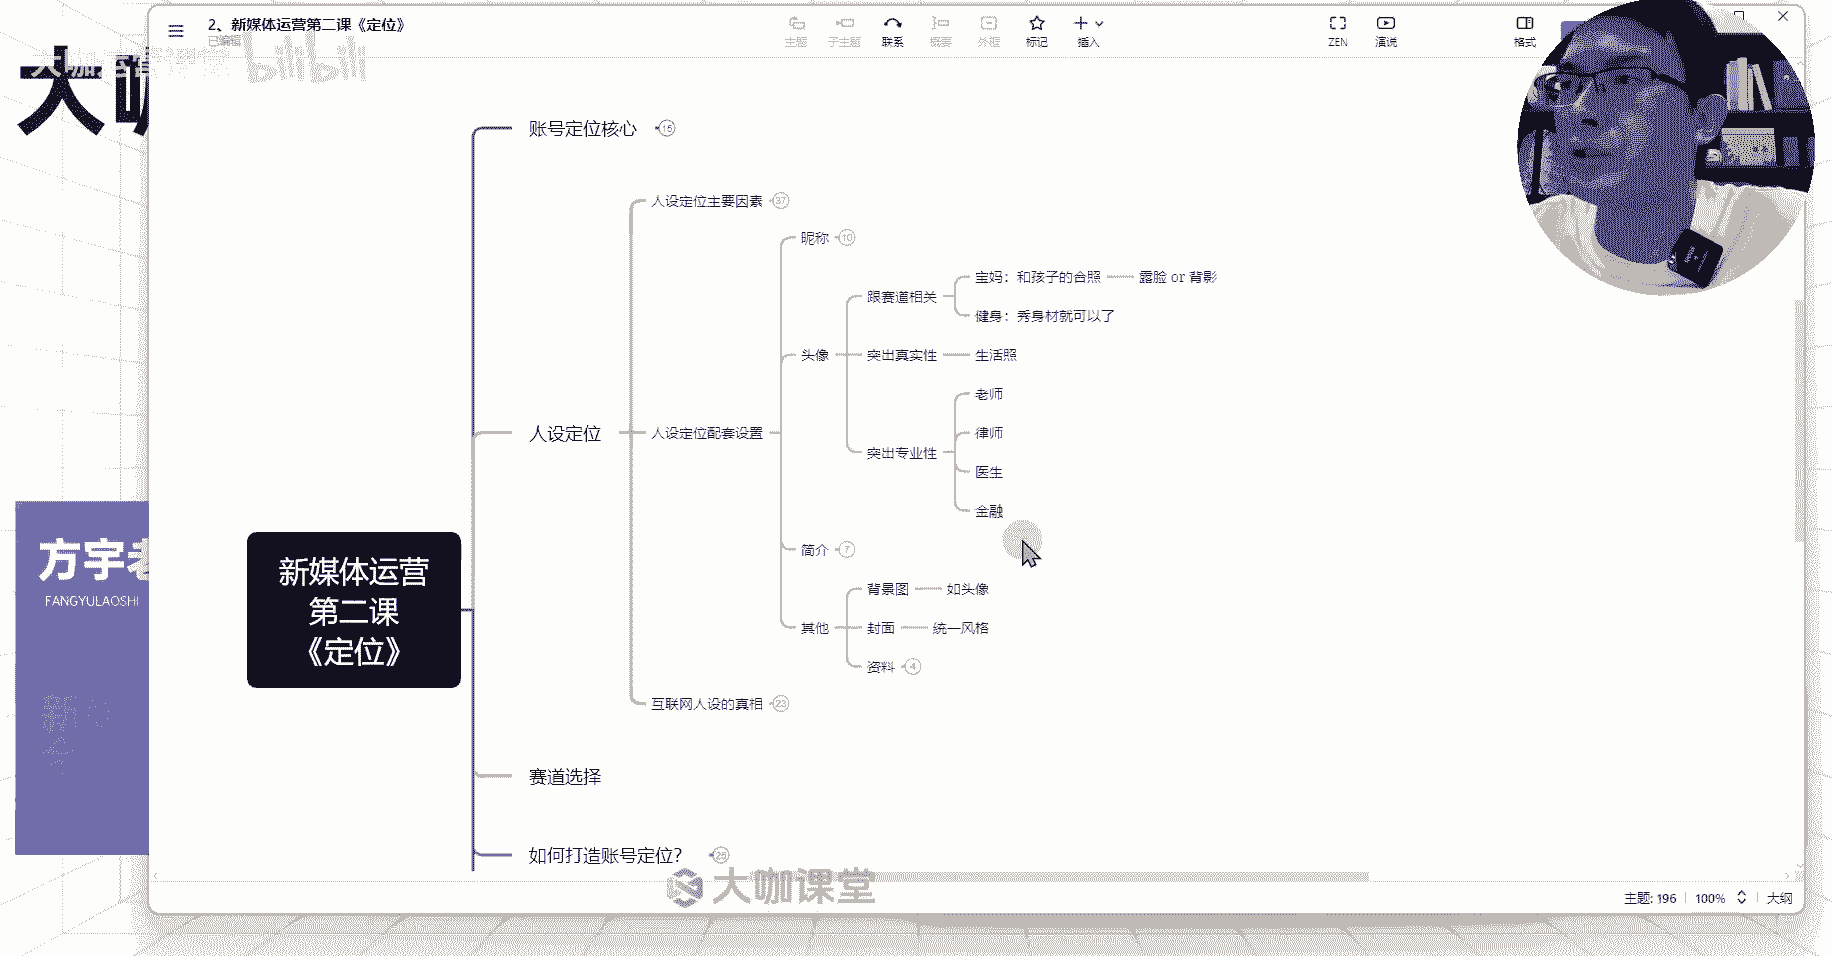 2、新媒体运营第二课《定位》
已编辑
主题
子主题
联系
概要
外框
标记
插入
ZEN
演说
格式
大咖运营课堂
bilibili
大咖
账号定位核心 15
人设定位主要因素 37
昵称 10
宝妈：和孩子的合照 露脸 or 背影
跟赛道相关
健身：秀身材就可以了
头像
突出真实性 生活照
老师
人设定位
人设定位配套设置
律师
突出专业性
医生
金融
简介 7
方宇老
FANGYULAOSHI
新媒体运营
第二课
《定位》
背景图 如头像
其他
封面 统一风格
资料 4
互联网人设的真相 23
赛道选择
如何打造账号定位？ 25
大咖课堂
主题: 196
100%
大纲